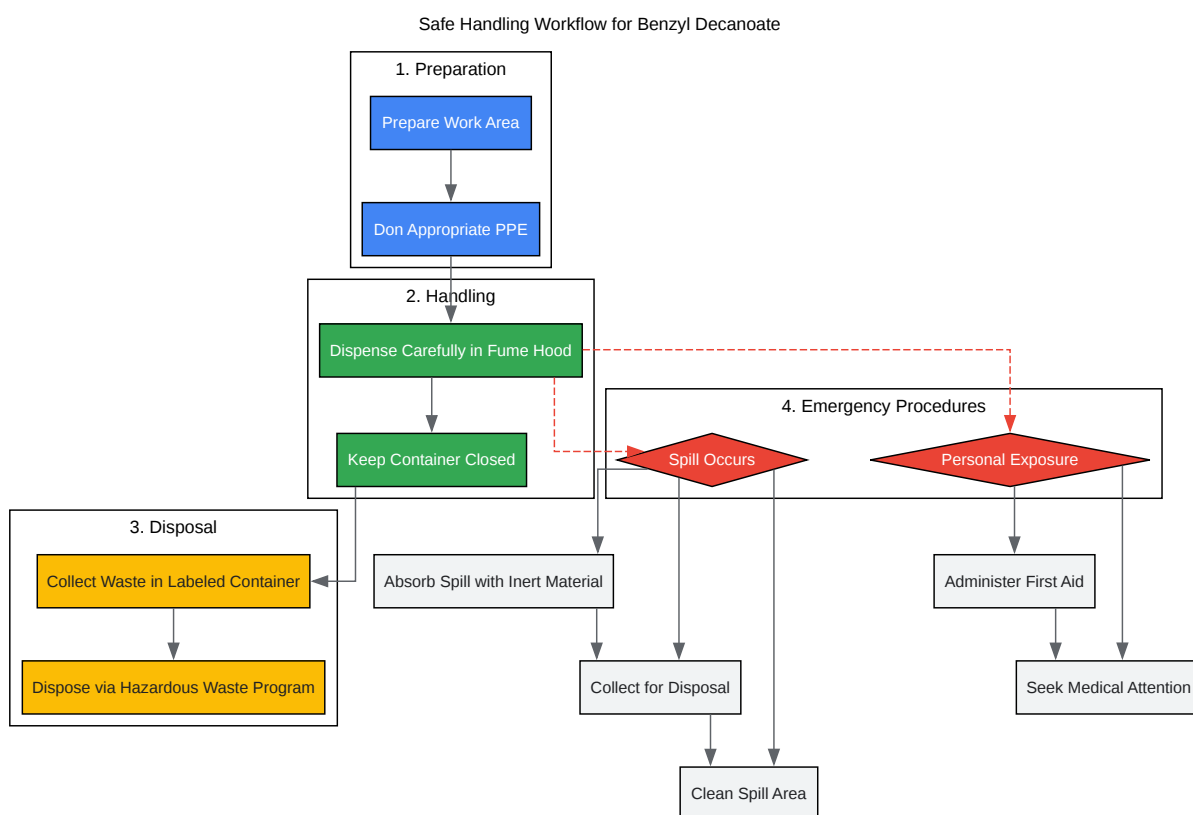 Safe Handling Workflow for Benzyl Decanoate
1. Preparation
Prepare Work Area
Don Appropriate PPE
2. Handling
Dispense Carefully in Fume Hood
Keep Container Closed
3. Disposal
Collect Waste in Labeled Container
Dispose via Hazardous Waste Program
4. Emergency Procedures
Spill Occurs
Personal Exposure
Absorb Spill with Inert Material
Administer First Aid
Collect for Disposal
Seek Medical Attention
Clean Spill Area